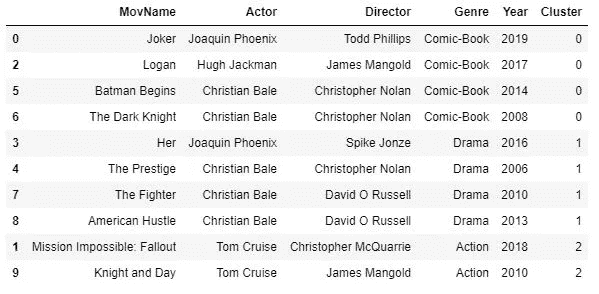 MovName Actor Director Genre Year Cluster
0 Joker Joaquin Phoenix Todd Phillips Comic-Book 2019 0
2 Logan Hugh Jackman James Mangold Comic-Book 2017 0
5 Batman Begins Christian Bale Christopher Nolan Comic-Book 2014 0
6 The Dark Knight Christian Bale Christopher Nolan Comic-Book 2008 0
3 Her Joaquin Phoenix Spike Jonze Drama 2016 1
4 The Prestige Christian Bale Christopher Nolan Drama 2006 1
7 The Fighter Christian Bale David O Russell Drama 2010 1
8 American Hustle Christian Bale David O Russell Drama 2013 1
1 Mission Impossible: Fallout Tom Cruise Christopher McQuarrie Action 2018 2
9 Knight and Day Tom Cruise James Mangold Action 2010 2